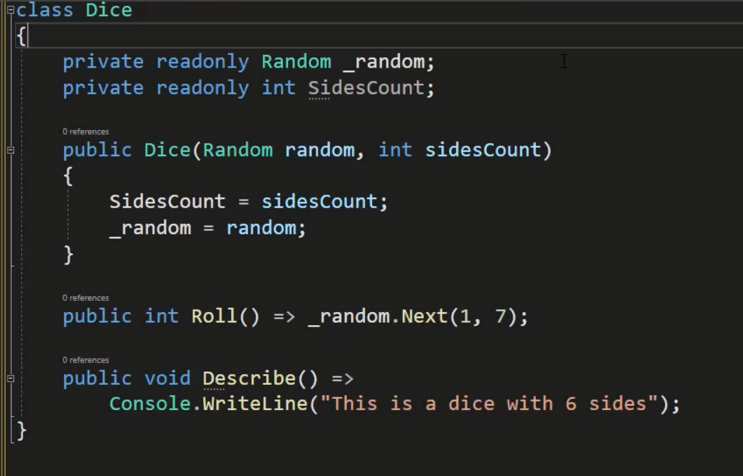 class Dice
{
private readonly Random _random;
private readonly int SidesCount;
0 references
public Dice(Random random, int sidesCount)
{
SidesCount = sidesCount;
_random = random;
}
0 references
public int Roll() => _random.Next(1, 7);
0 references
public void Describe() =>
Console.WriteLine("This is a dice with 6 sides");
}